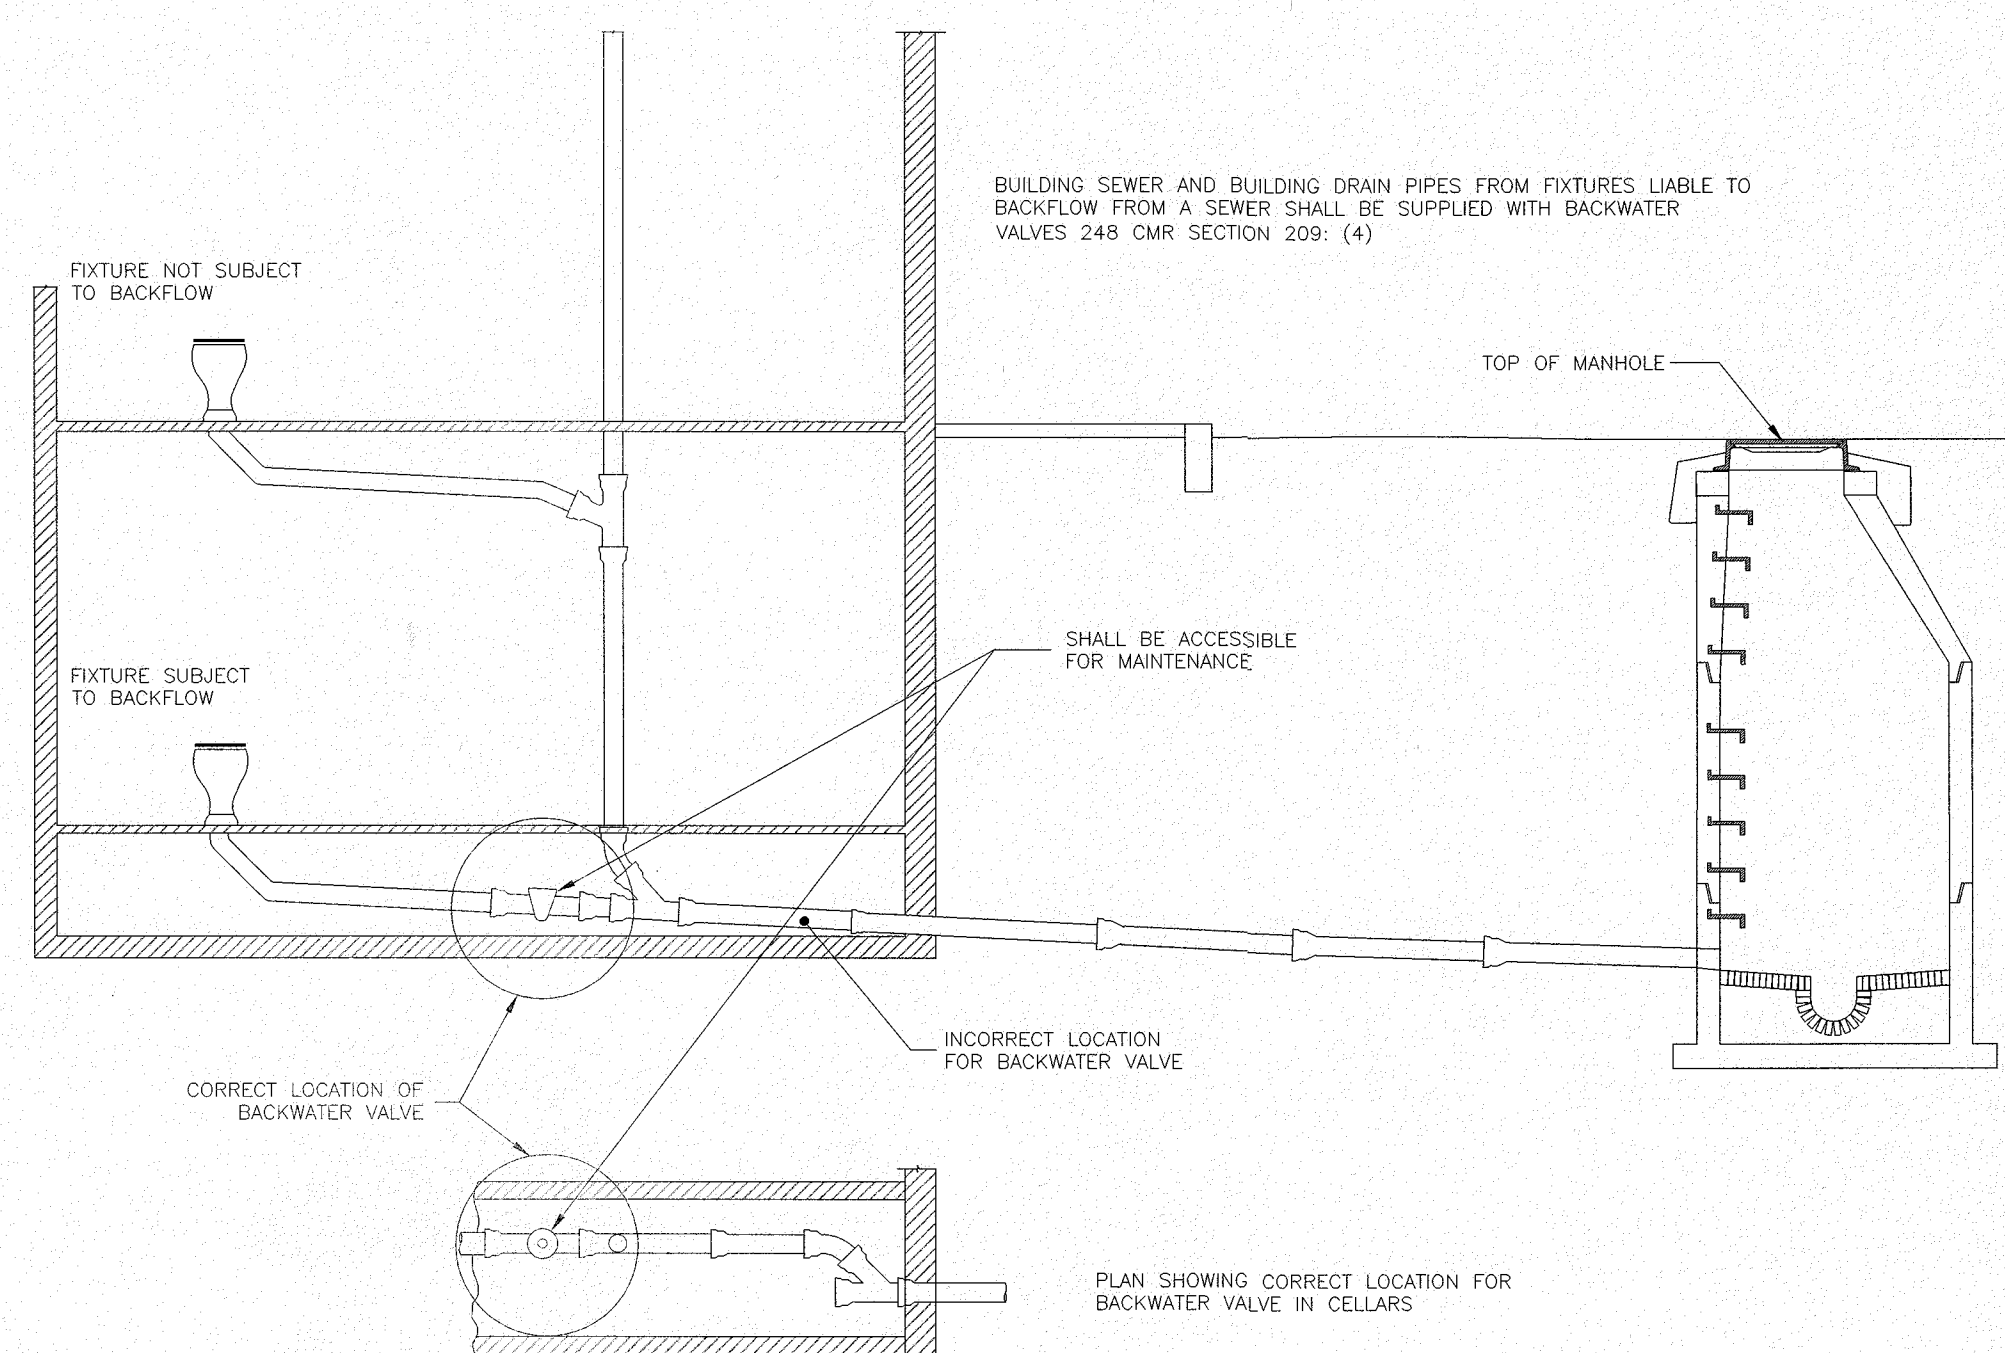 BUILDING SEWER AND BUILDING DRAIN PIPES FROM FIXTURES LIABLE TO
BACKFLOW FROM A SEWER SHALL BE SUPPLIED WITH BACKWATER
VALVES 248 CMR SECTION 209: (4)
FIXTURE NOT SUBJECT
TO BACKFLOW
TOP OF MANHOLE
SHALL BE ACCESSIBLE
FOR MAINTENANCE
FIXTURE SUBJECT
TO BACKFLOW
INCORRECT LOCATION
FOR BACKWATER VALVE
CORRECT LOCATION OF
BACKWATER VALVE
PLAN SHOWING CORRECT LOCATION FOR
BACKWATER VALVE IN CELLARS